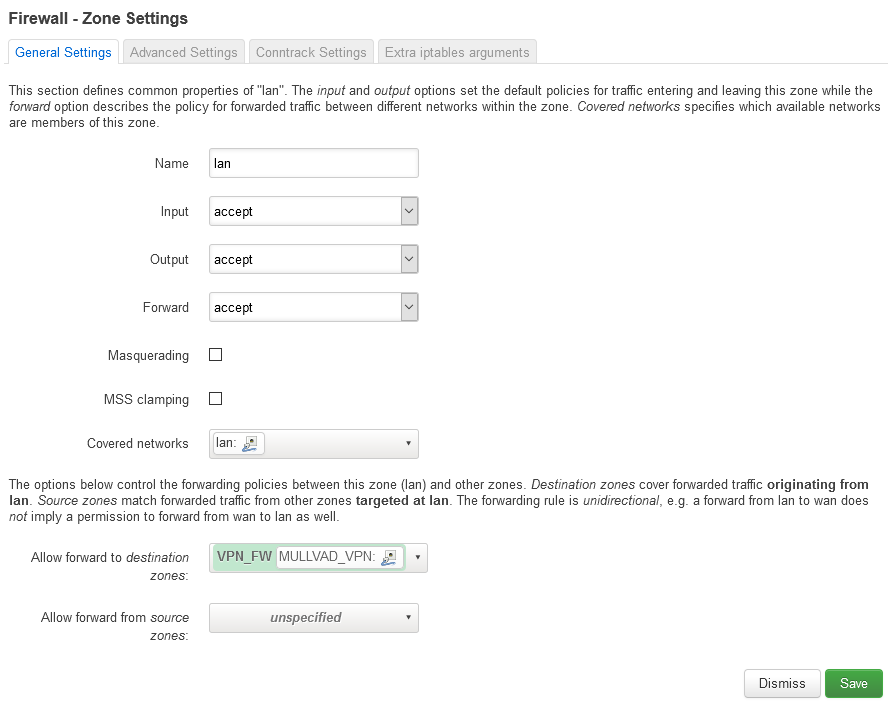 Firewall - Zone Settings
General Settings
Advanced Settings
Conntrack Settings
Extra iptables arguments
This section defines common properties of "lan". The input and output options set the default policies for traffic entering and leaving this zone while the
forward option describes the policy for forwarded traffic between different networks within the zone. Covered networks specifies which available networks
are members of this zone.
Name lan
Input accept
Output accept
Forward accept
Masquerading
MSS clamping
Covered networks lan:
The options below control the forwarding policies between this zone (lan) and other zones. Destination zones cover forwarded traffic originating from
lan. Source zones match forwarded traffic from other zones targeted at lan. The forwarding rule is unidirectional, e.g. a forward from lan to wan does
not imply a permission to forward from wan to lan as well.
Allow forward to destination
zones:
VPN_FW MULLVAD_VPN:
Allow forward from source
zones:
unspecified
Dismiss Save